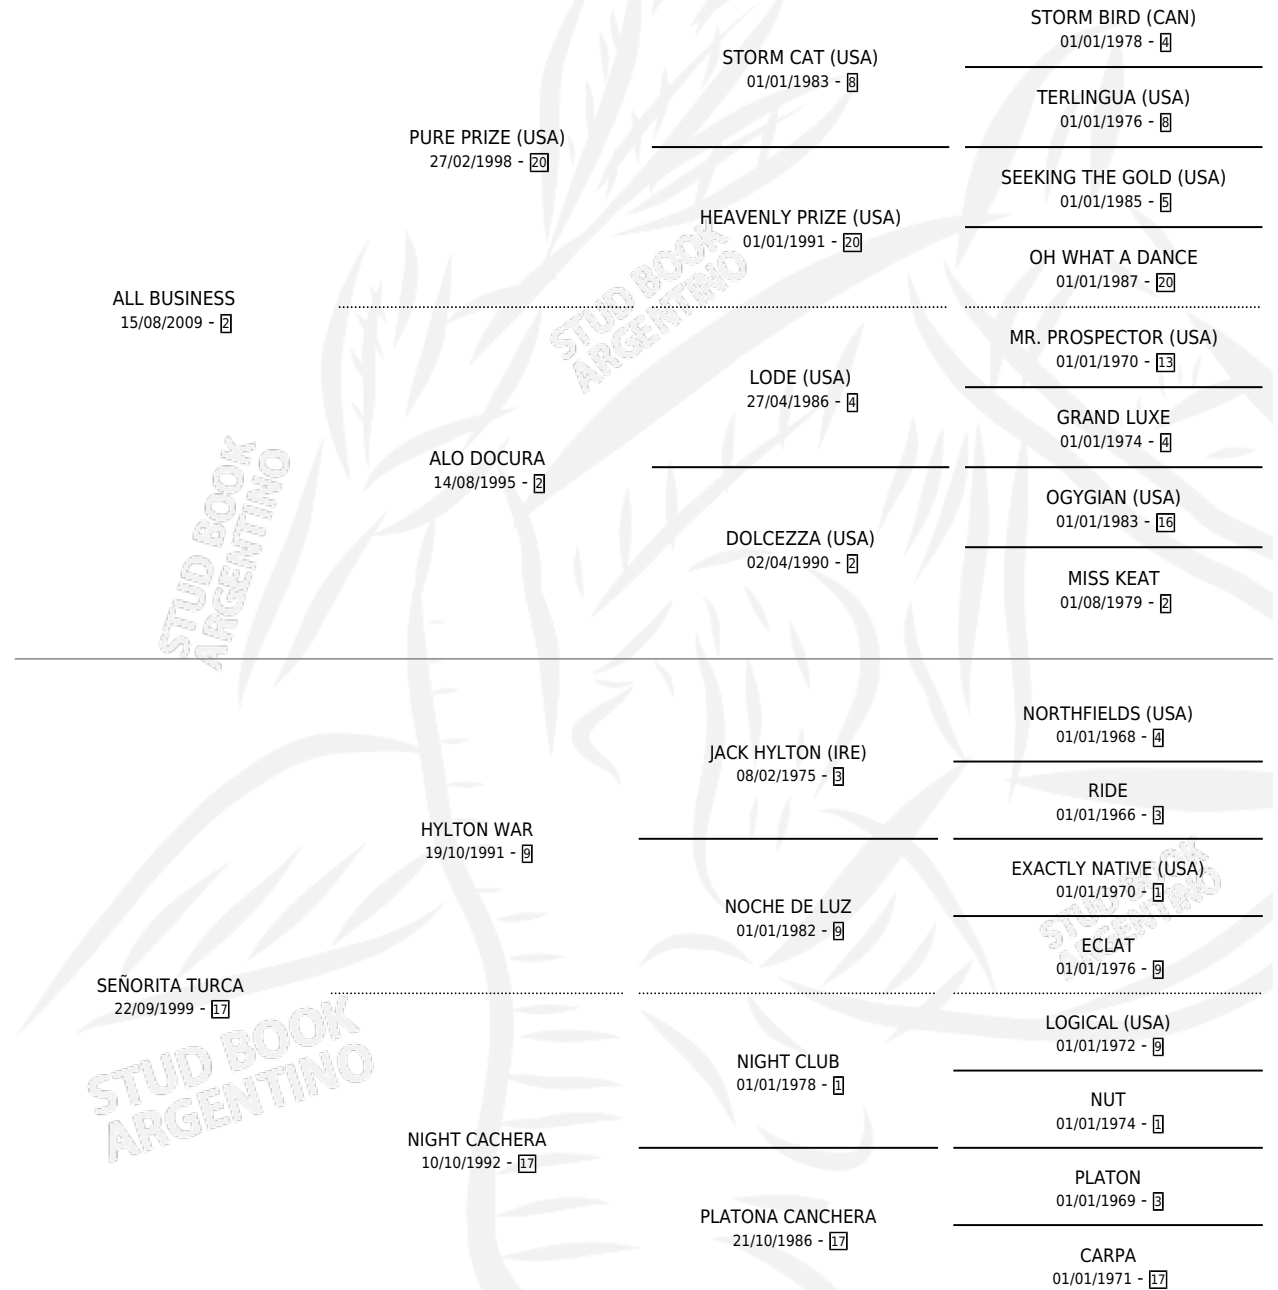 STORM BIRD (CAN)
01/01/1978 - 4
STORM CAT (USA)
01/01/1983 - 8
TERLINGUA (USA)
01/01/1976 - 8
PURE PRIZE (USA)
27/02/1998 - 20
SEEKING THE GOLD (USA)
01/01/1985 - 5
HEAVENLY PRIZE (USA)
01/01/1991 - 20
OH WHAT A DANCE
01/01/1987 - 20
ALL BUSINESS
15/08/2009 - 2
STUD BOOK
ARGENTINO
MR. PROSPECTOR (USA)
01/01/1970 - 13
LODE (USA)
27/04/1986 - 4
GRAND LUXE
01/01/1974 - 4
ALO DOCURA
14/08/1995 - 2
OGYGIAN (USA)
01/01/1983 - 16
DOLCEZZA (USA)
02/04/1990 - 2
MISS KEAT
01/08/1979 - 2
STUD BOOK
ARGENTINO
NORTHFIELDS (USA)
01/01/1968 - 4
JACK HYLTON (IRE)
08/02/1975 - 3
RIDE
01/01/1966 - 3
HYLTON WAR
19/10/1991 - 9
EXACTLY NATIVE (USA)
01/01/1970 - 1
NOCHE DE LUZ
01/01/1982 - 9
ECLAT
01/01/1976 - 9
STUD BOOK
ARGENTINO
SEÑORITA TURCA
22/09/1999 - 17
LOGICAL (USA)
01/01/1972 - 9
NIGHT CLUB
01/01/1978 - 1
NUT
01/01/1974 - 1
STUD BOOK
ARGENTINO
NIGHT CACHERA
10/10/1992 - 17
PLATON
01/01/1969 - 3
PLATONA CANCHERA
21/10/1986 - 17
CARPA
01/01/1971 - 17